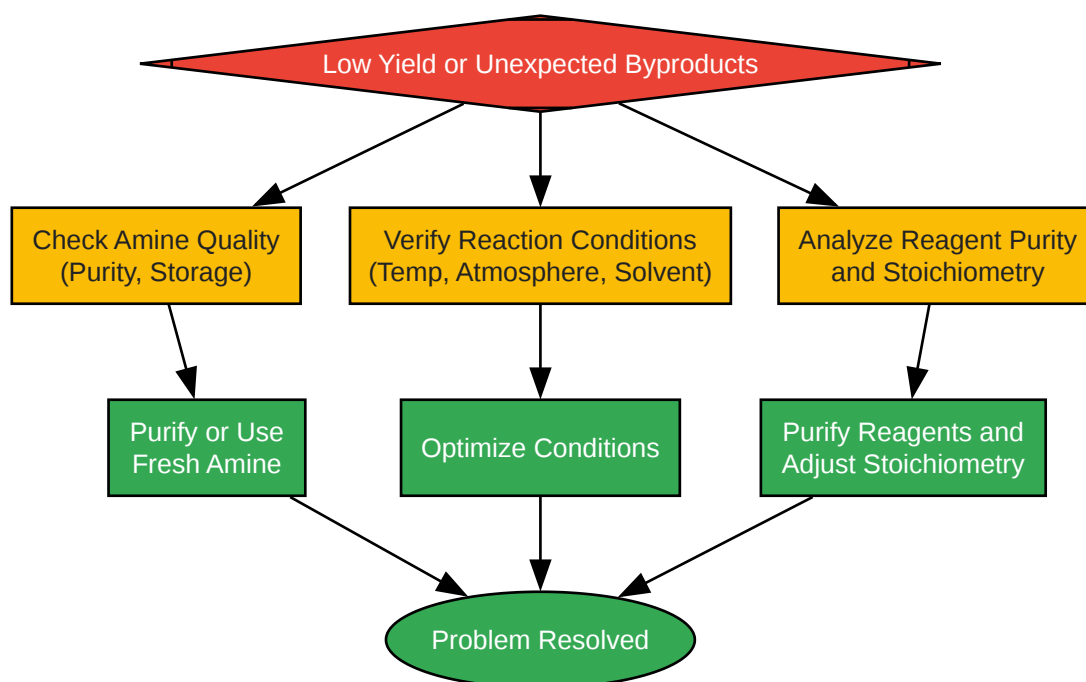 Low Yield or Unexpected Byproducts
Check Amine Quality
(Purity, Storage)
Verify Reaction Conditions
(Temp, Atmosphere, Solvent)
Analyze Reagent Purity
and Stoichiometry
Purify or Use
Fresh Amine
Optimize Conditions
Purify Reagents and
Adjust Stoichiometry
Problem Resolved